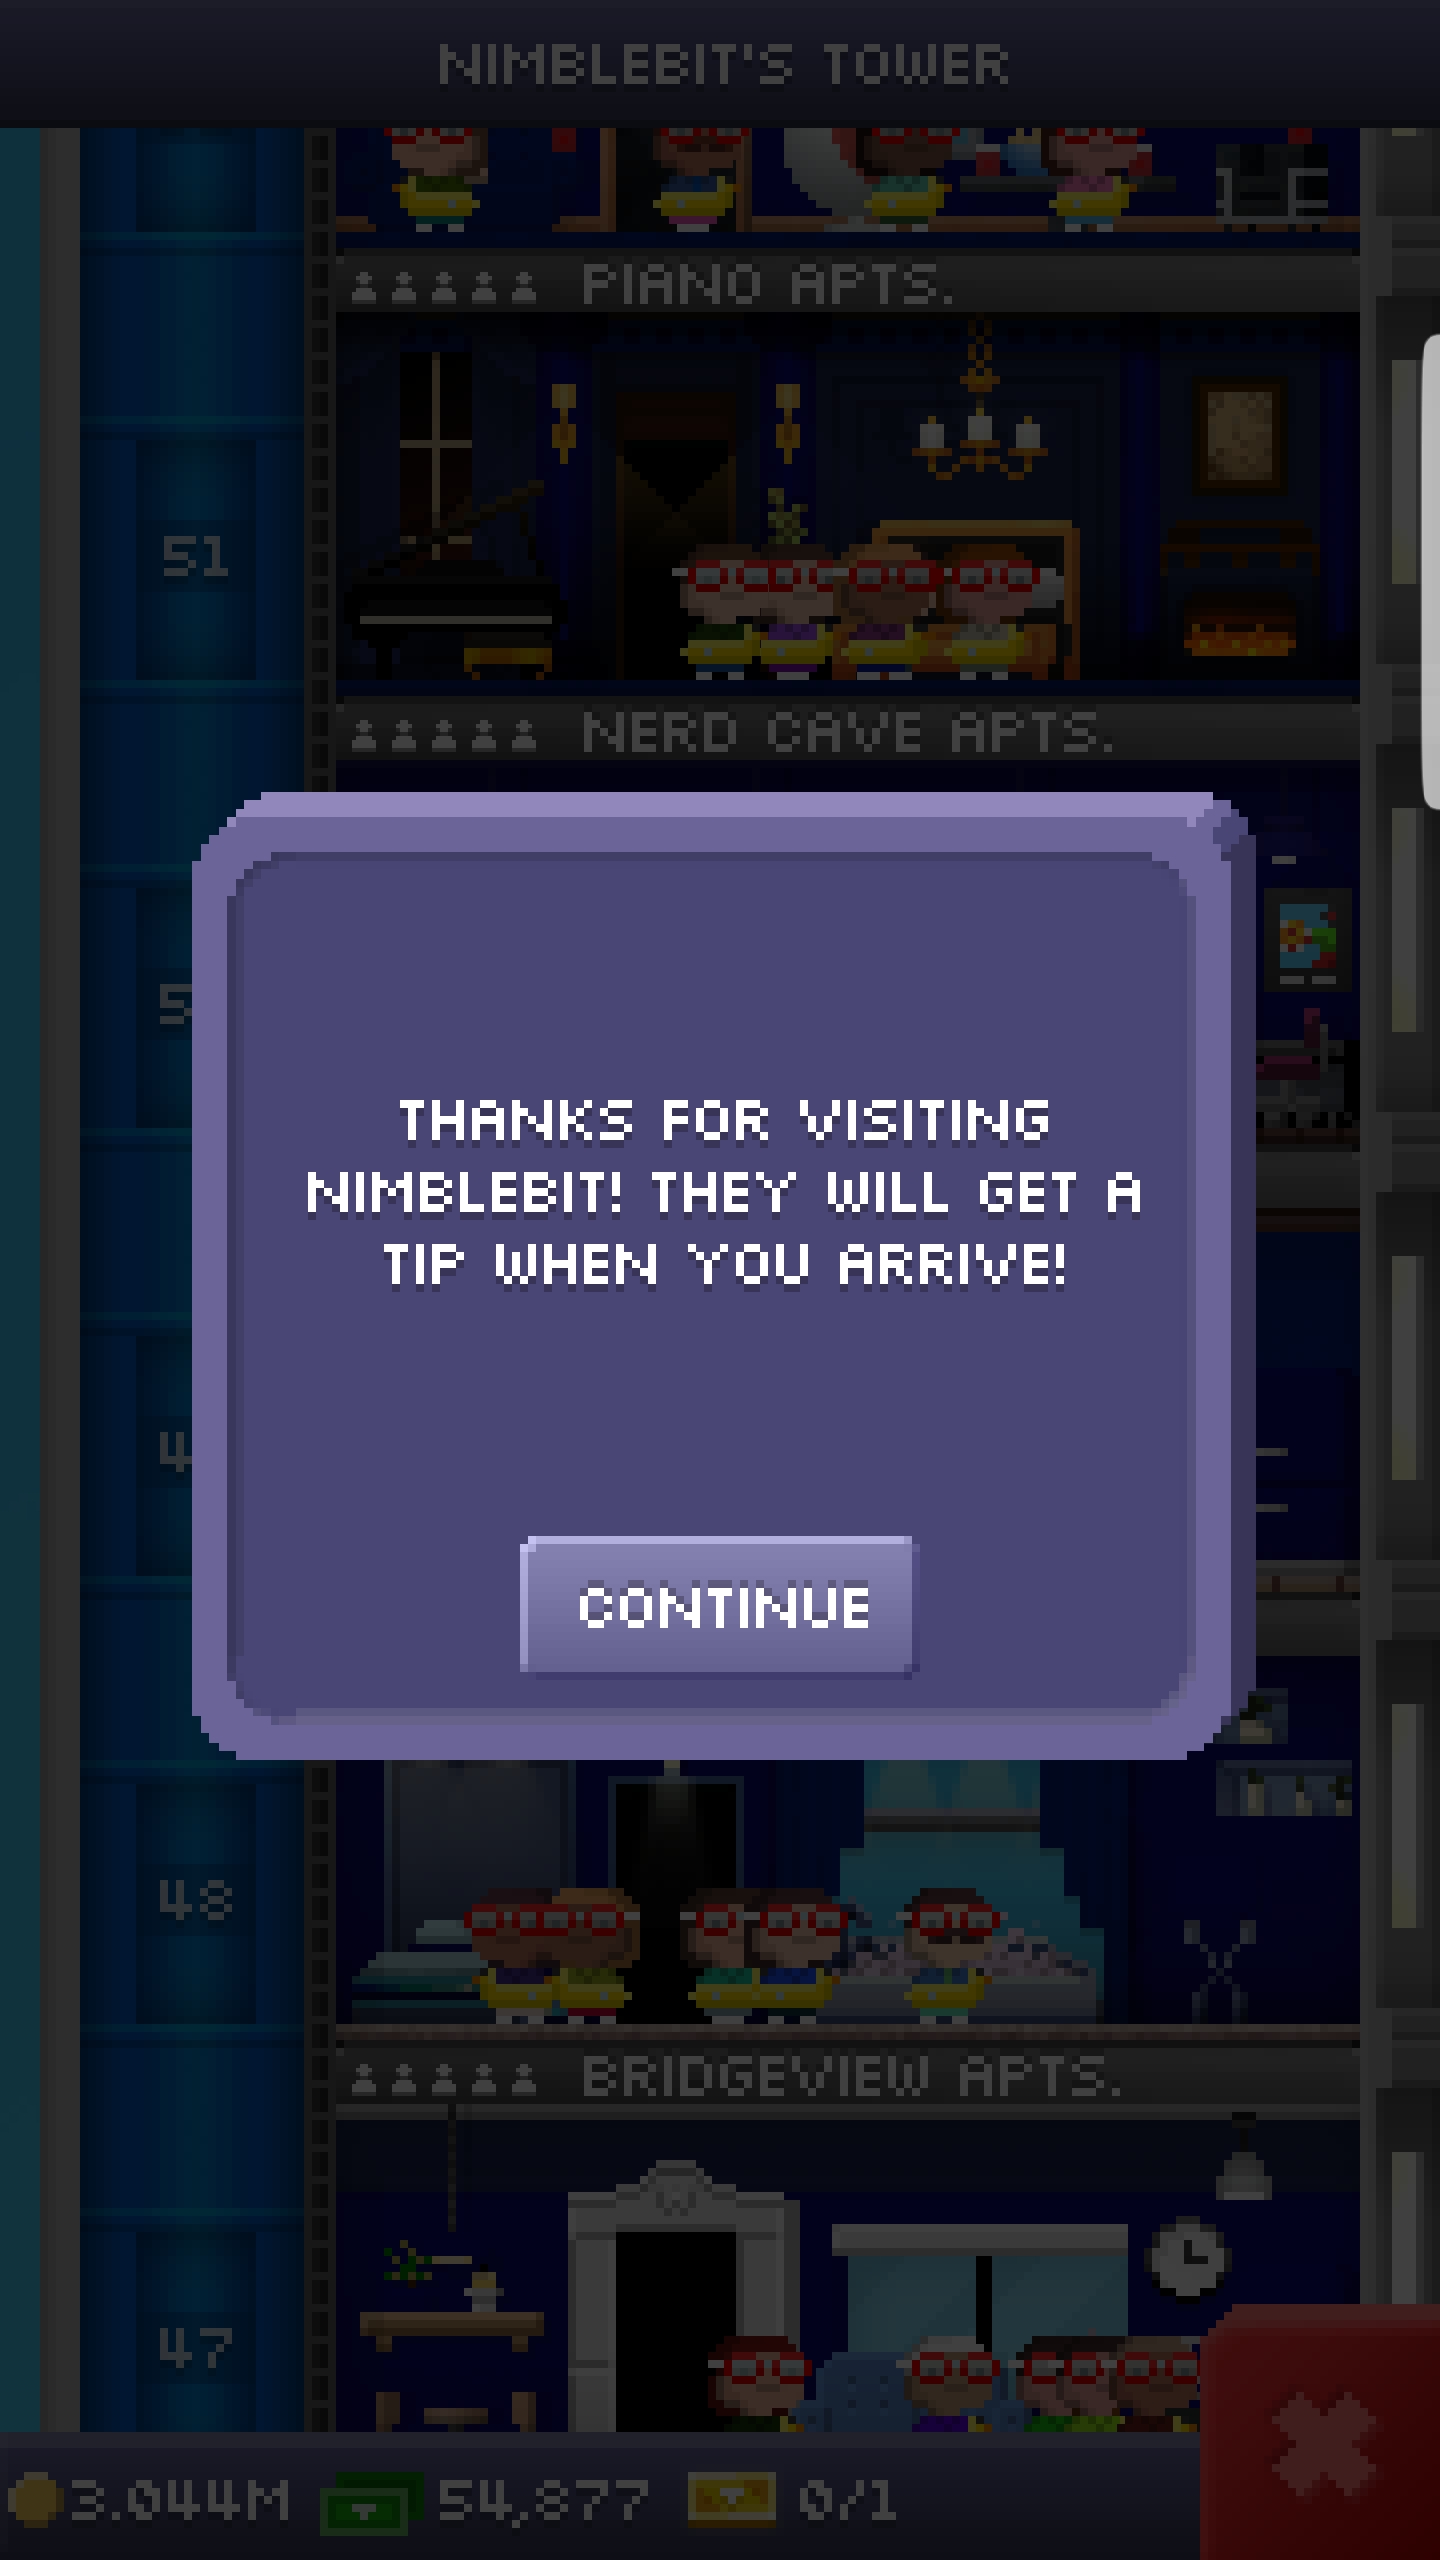 NIMBLEBIT'S TOWER
PIANO APTS.
51
NERD CAVE APTS.
THANKS FOR VISITING
NIMBLEBIT! THEY WILL GET A
TIP WHEN YOU ARRIVE!
CONTINUE
48
BRIDGEVIEW APTS.
47
3.044M 54,877 0/1